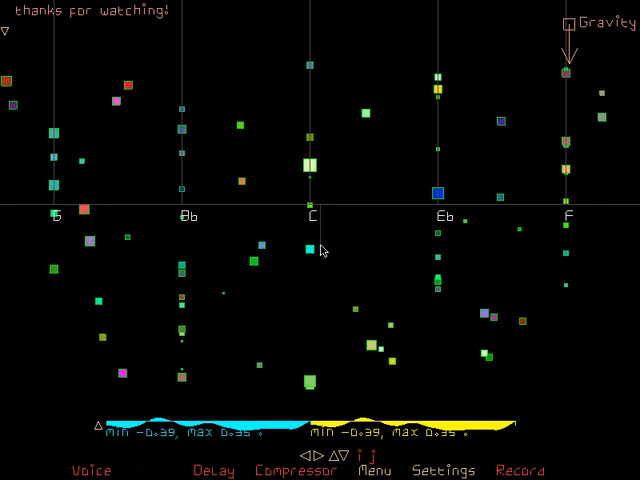 thanks for watching!
Gravity
G Ab C Eb F
Min -0.39, Max 0.35 Min -0.39, Max 0.35
i j
Voice Delay Compressor Menu Settings Record